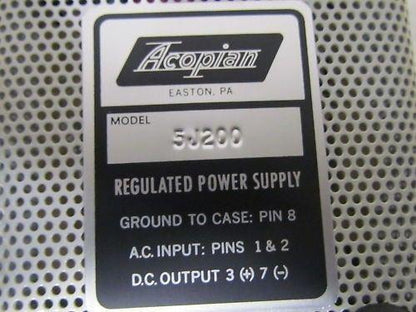 Acopian
EASTON, PA.
MODEL
5J200
REGULATED POWER SUPPLY
GROUND TO CASE: PIN 8
A.C. INPUT: PINS 1 & 2
D.C. OUTPUT 3 (+) 7 (-)